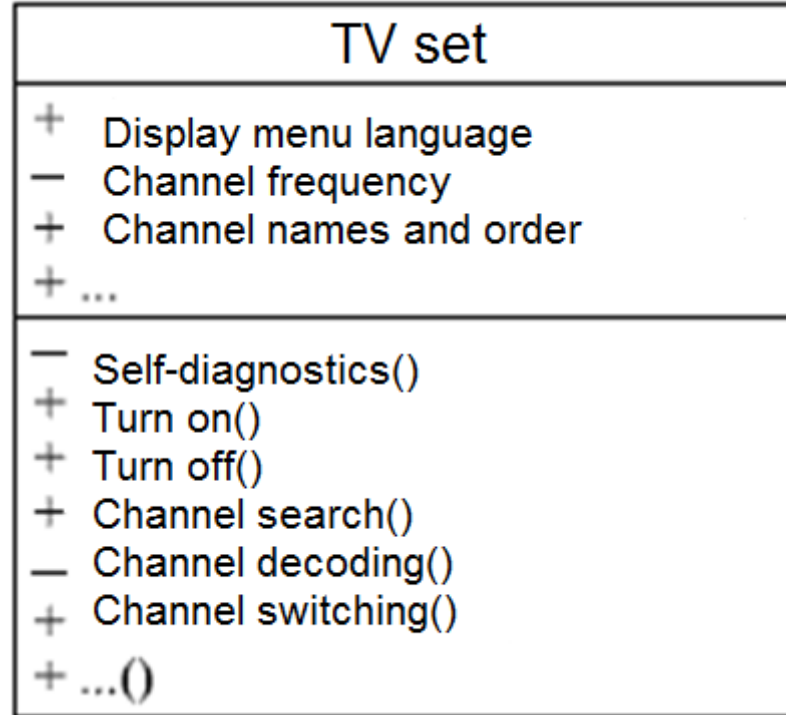 TV set
+ Display menu language
− Channel frequency
+ Channel names and order
+ ...
− Self-diagnostics()
+ Turn on()
+ Turn off()
+ Channel search()
− Channel decoding()
+ Channel switching()
+ ...()